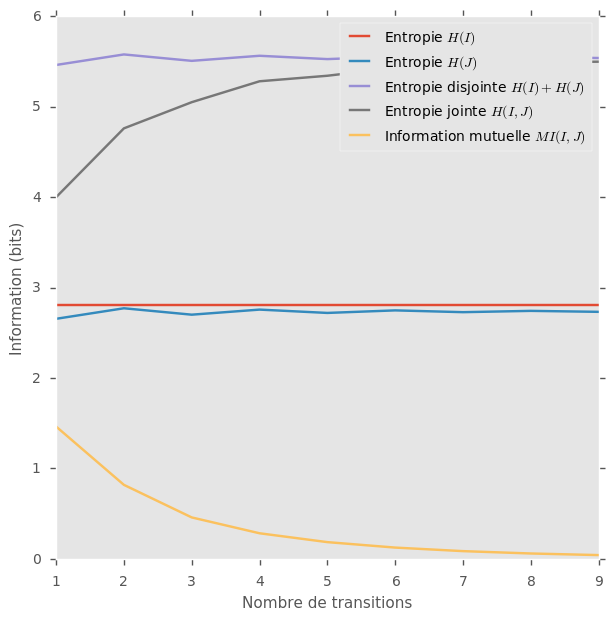 6
5
4
3
2
1
0
Information (bits)
Entropie H(I)
Entropie H(J)
Entropie disjointe H(I) + H(J)
Entropie jointe H(I, J)
Information mutuelle MI(I, J)
1 2 3 4 5 6 7 8 9
Nombre de transitions